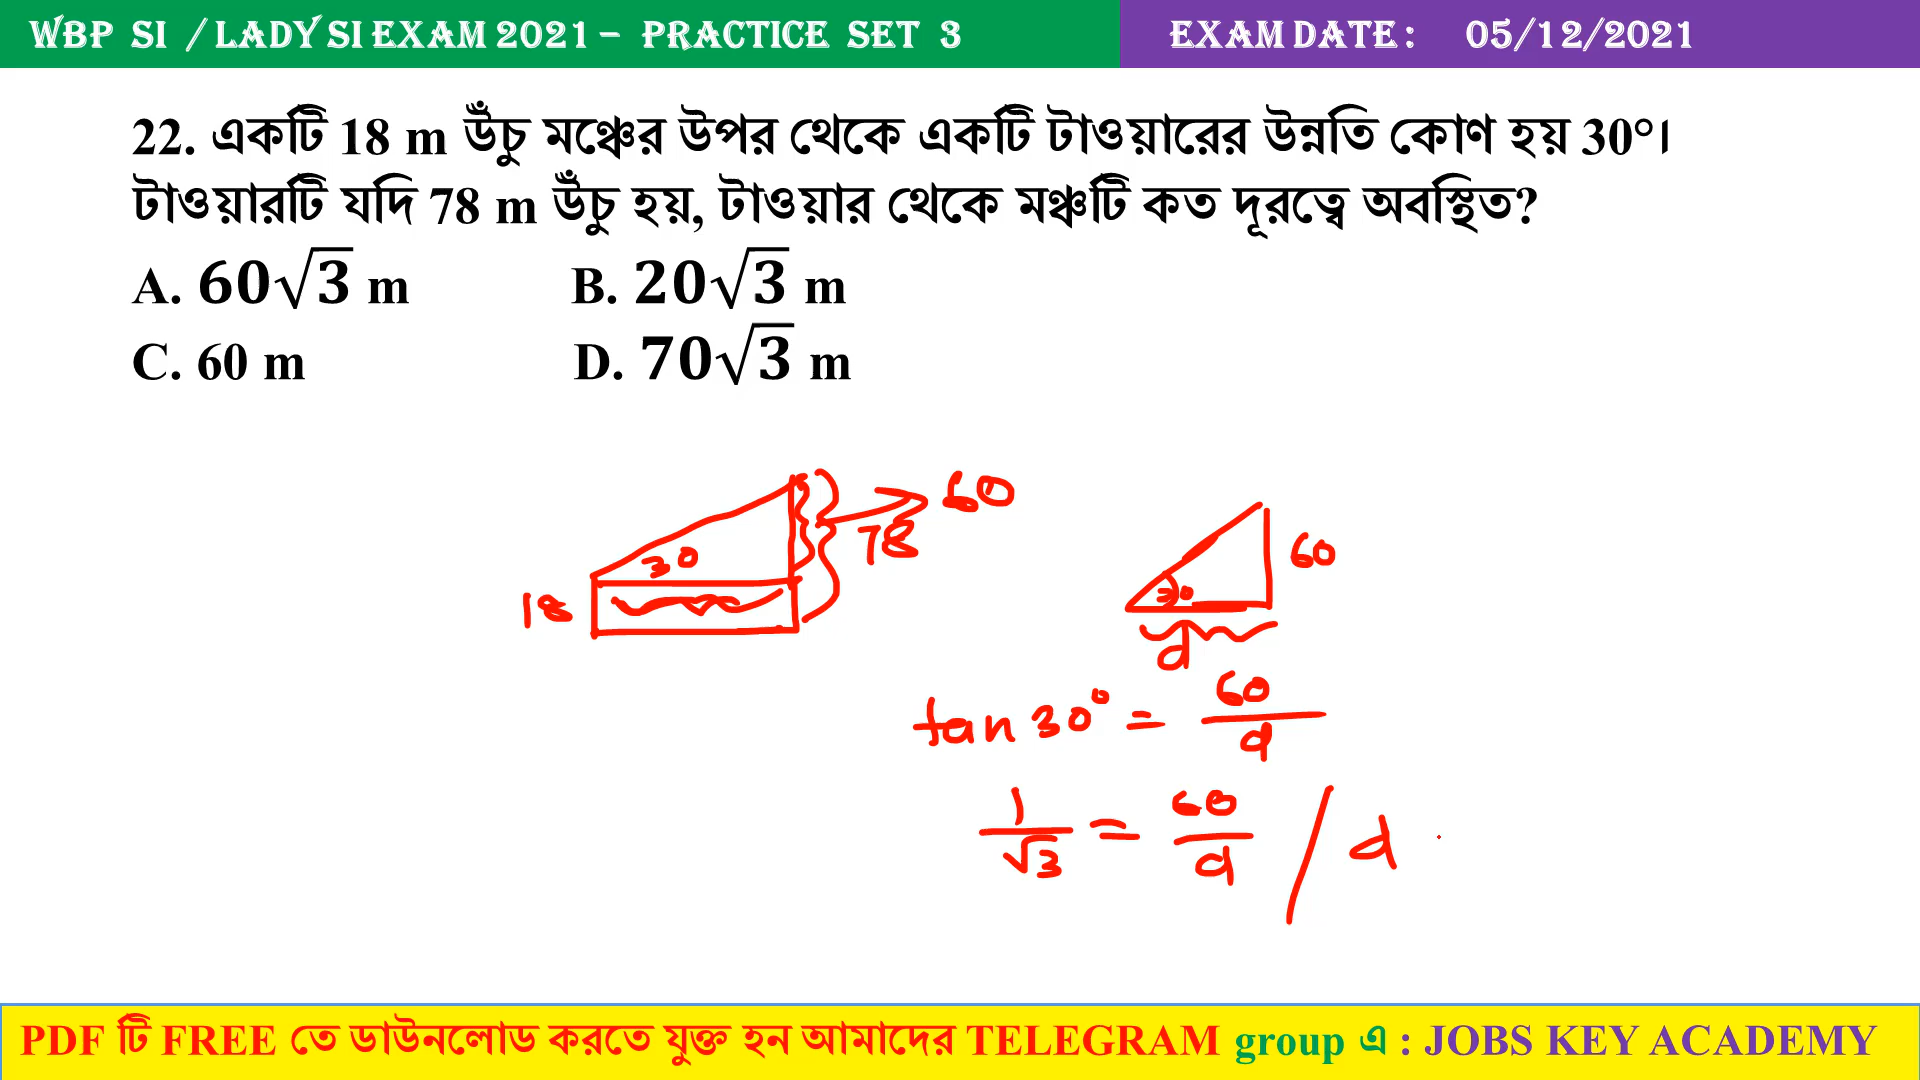 WBP SI / LADY SI EXAM 2021 – PRACTICE SET 3
EXAM DATE : 05/12/2021
22. একটি 18 m উঁচু মঞ্চের উপর থেকে একটি টাওয়ারের উন্নতি কোণ হয় 30°।
টাওয়ারটি যদি 78 m উঁচু হয়, টাওয়ার থেকে মঞ্চটি কত দূরত্বে অবস্থিত?
A. 60√3 m B. 20√3 m
C. 60 m D. 70√3 m
60
78
30
18
60
30
d
tan 30° = 60/d
1/√3 = 60/d / d
PDF টি FREE তে ডাউনলোড করতে যুক্ত হন আমাদের TELEGRAM group এ : JOBS KEY ACADEMY